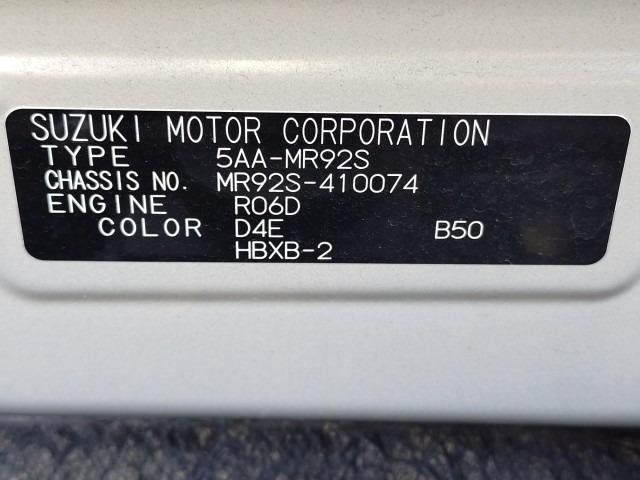 SUZUKI MOTOR CORPORATION
TYPE 5AA-MR92S
CHASSIS NO. MR92S-410074
ENGINE R06D
COLOR D4E B50
HBXB-2